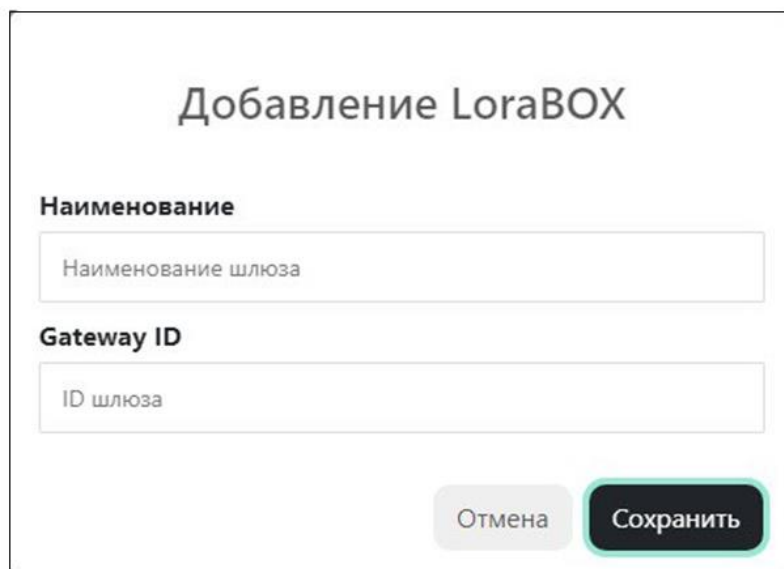 Добавление LoraBOX
Наименование
Наименование шлюза
Gateway ID
ID шлюза
Отмена Сохранить